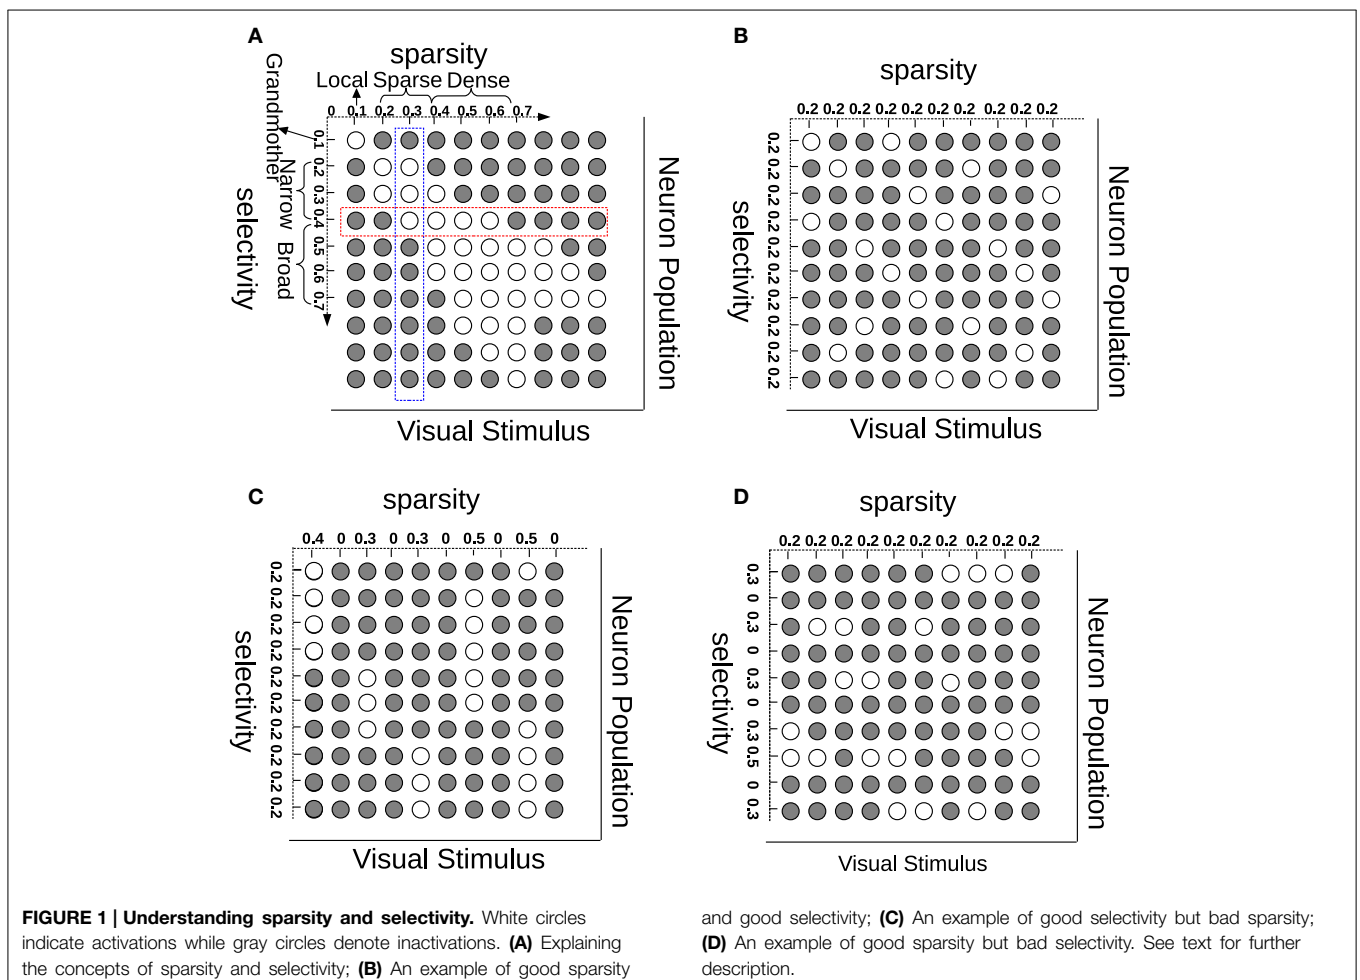 A
sparsity
Local Sparse Dense
0 0.1 0.2 0.3 0.4 0.5 0.6 0.7
Grandmother
Narrow
Broad
selectivity
0.1
0.2
0.3
0.4
0.5
0.6
0.7
Neuron Population
Visual Stimulus
B
sparsity
0.2 0.2 0.2 0.2 0.2 0.2 0.2 0.2 0.2 0.2
selectivity
0.2
0.2
0.2
0.2
0.2
0.2
0.2
0.2
0.2
0.2
Neuron Population
Visual Stimulus
C
sparsity
0.4 0 0.3 0 0.3 0 0.5 0 0.5 0
selectivity
0.2
0.2
0.2
0.2
0.2
0.2
0.2
0.2
0.2
0.2
Neuron Population
Visual Stimulus
D
sparsity
0.2 0.2 0.2 0.2 0.2 0.2 0.2 0.2 0.2 0.2
selectivity
0.3
0
0.3
0
0.3
0
0.3
0.5
0
0.3
Neuron Population
Visual Stimulus
FIGURE 1 | Understanding sparsity and selectivity. White circles
indicate activations while gray circles denote inactivations. (A) Explaining
the concepts of sparsity and selectivity; (B) An example of good sparsity
and good selectivity; (C) An example of good selectivity but bad sparsity;
(D) An example of good sparsity but bad selectivity. See text for further
description.